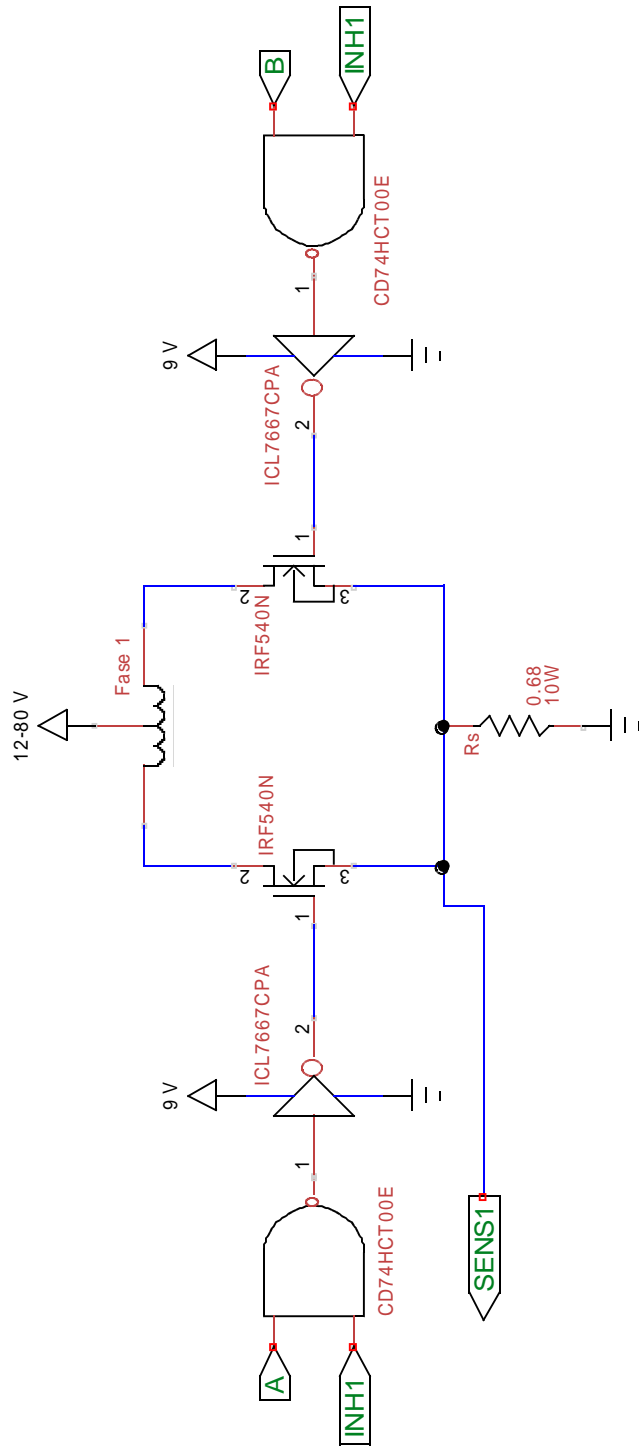 12-80 V
Fase 1
9 V
9 V
ICL7667CPA
ICL7667CPA
IRF540N
IRF540N
A
INH1
CD74HCT00E
1
2
1
2
3
1
2
3
2
1
B
INH1
CD74HCT00E
SENS1
Rs
0.68
10W